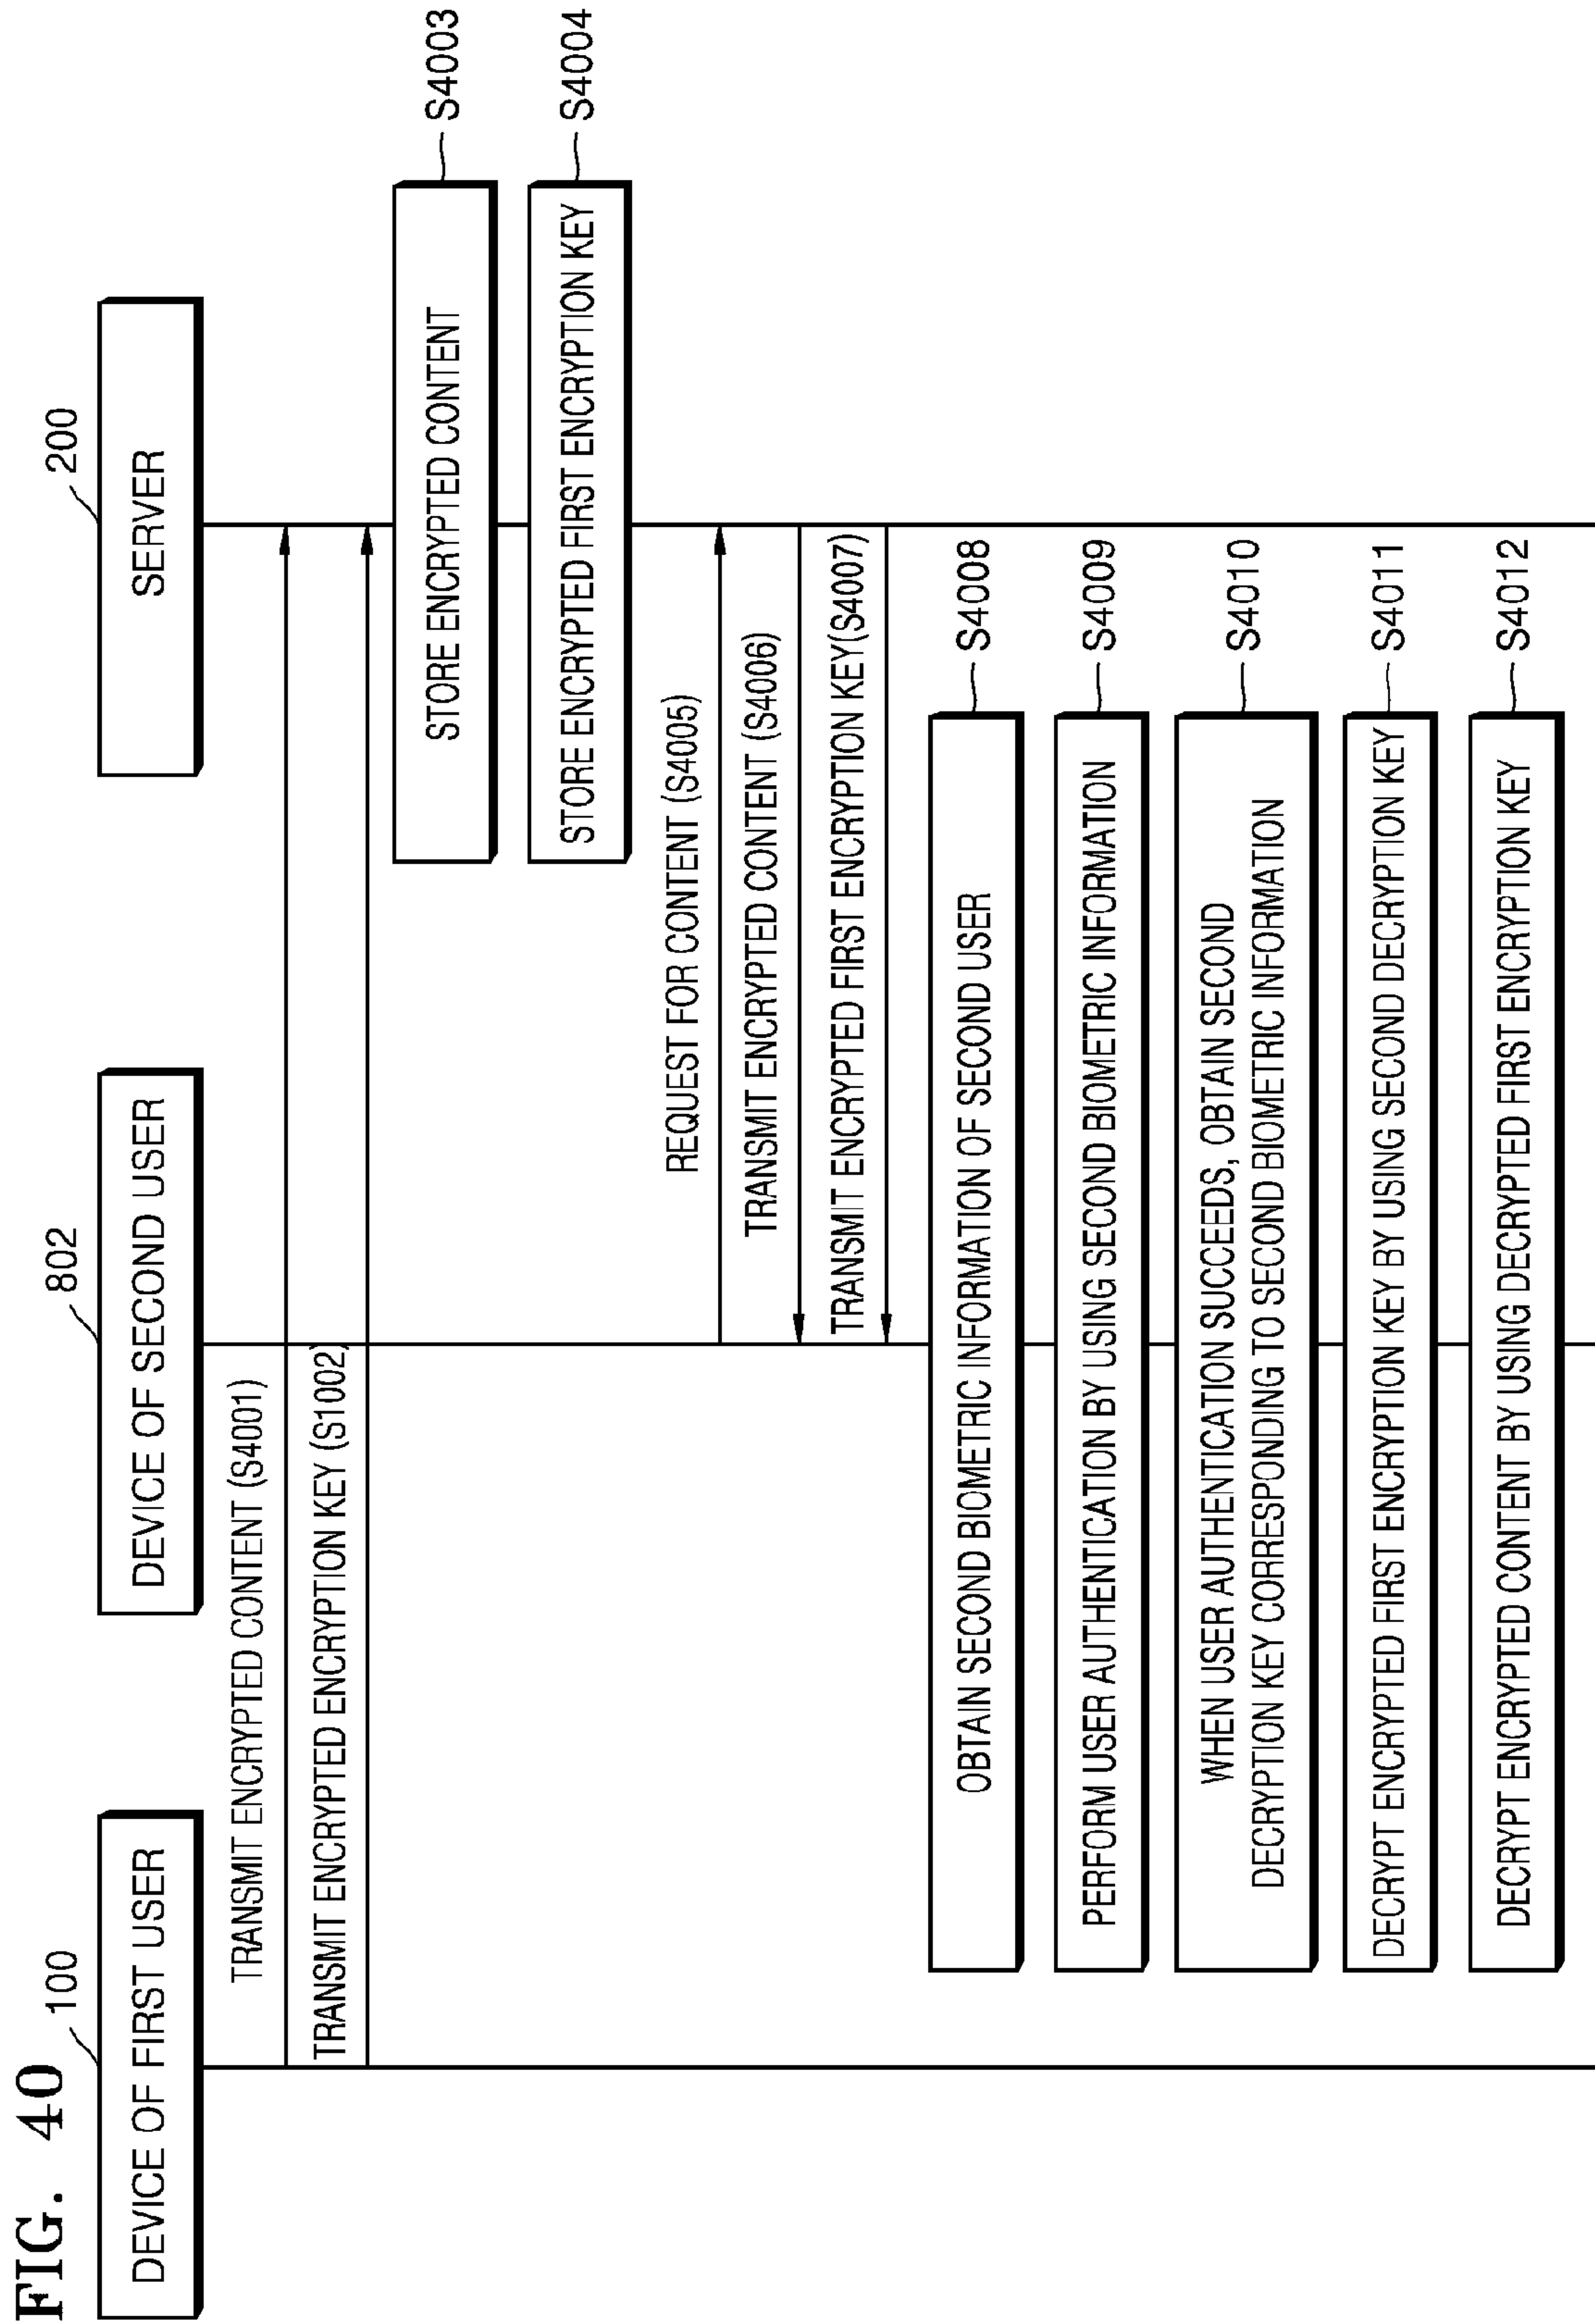 FIG. 40
100
802
200
DEVICE OF FIRST USER
DEVICE OF SECOND USER
SERVER
TRANSMIT ENCRYPTED CONTENT (S4001)
TRANSMIT ENCRYPTED ENCRYPTION KEY (S1002)
STORE ENCRYPTED CONTENT
S4003
STORE ENCRYPTED FIRST ENCRYPTION KEY
S4004
REQUEST FOR CONTENT (S4005)
TRANSMIT ENCRYPTED CONTENT (S4006)
TRANSMIT ENCRYPTED FIRST ENCRYPTION KEY(S4007)
OBTAIN SECOND BIOMETRIC INFORMATION OF SECOND USER
S4008
PERFORM USER AUTHENTICATION BY USING SECOND BIOMETRIC INFORMATION
S4009
WHEN USER AUTHENTICATION SUCCEEDS, OBTAIN SECOND
DECRYPTION KEY CORRESPONDING TO SECOND BIOMETRIC INFORMATION
S4010
DECRYPT ENCRYPTED FIRST ENCRYPTION KEY BY USING SECOND DECRYPTION KEY
S4011
DECRYPT ENCRYPTED CONTENT BY USING DECRYPTED FIRST ENCRYPTION KEY
S4012